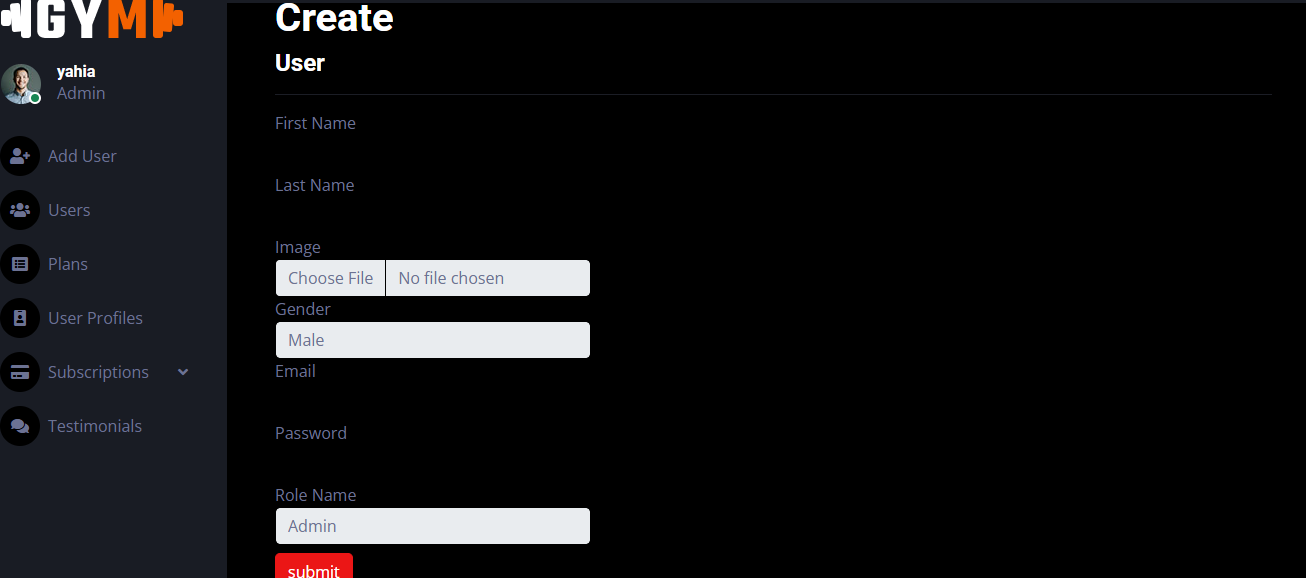 GYM
yahia
Admin
Add User
Users
Plans
User Profiles
Subscriptions
Testimonials
Create
User
First Name
Last Name
Image
Choose File No file chosen
Gender
Male
Email
Password
Role Name
Admin
submit